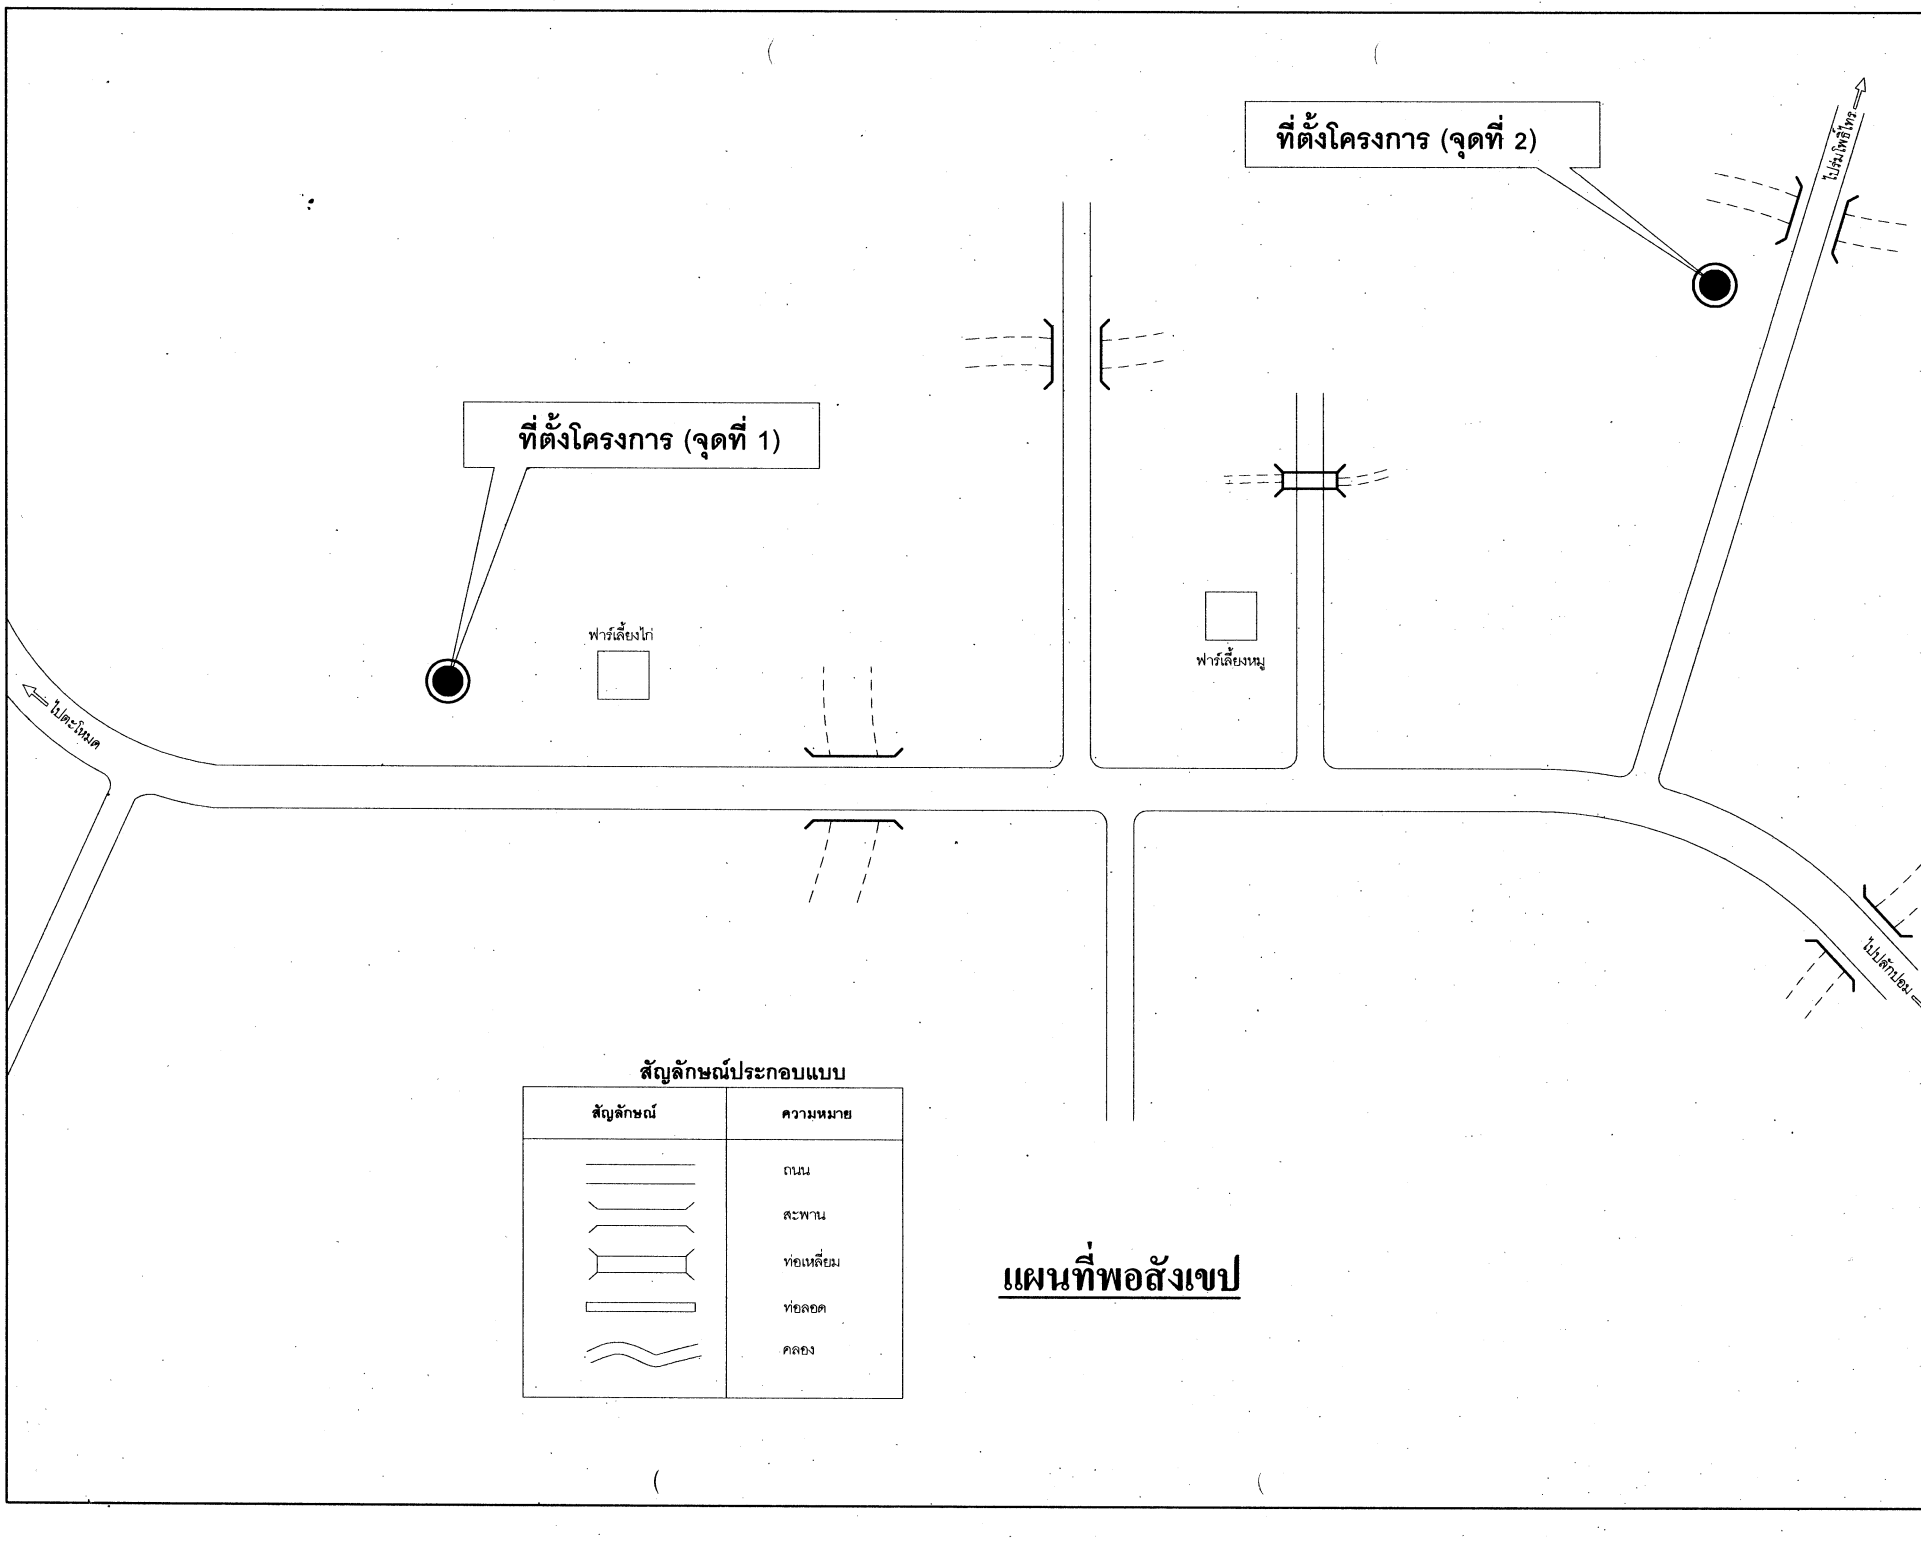 ที่ตั้งโครงการ (จุดที่ 2)
ไปร่มโพธิ์ไทร
ที่ตั้งโครงการ (จุดที่ 1)
ฟาร์เลี้ยงไก่
ฟาร์เลี้ยงหมู
ไปตะโหมด
ไปปลักปอม
สัญลักษณ์ประกอบแบบ
สัญลักษณ์ ความหมาย
ถนน
สะพาน
ท่อเหลี่ยม
ท่อลอด
คลอง
แผนที่พอสังเขป